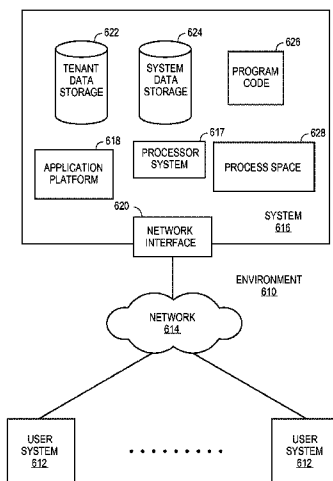 622
TENANT
DATA
STORAGE
624
SYSTEM
DATA
STORAGE
626
PROGRAM
CODE
618
APPLICATION
PLATFORM
617
PROCESSOR
SYSTEM
628
PROCESS SPACE
620
NETWORK
INTERFACE
SYSTEM
616
ENVIRONMENT
610
NETWORK
614
USER
SYSTEM
612
USER
SYSTEM
612